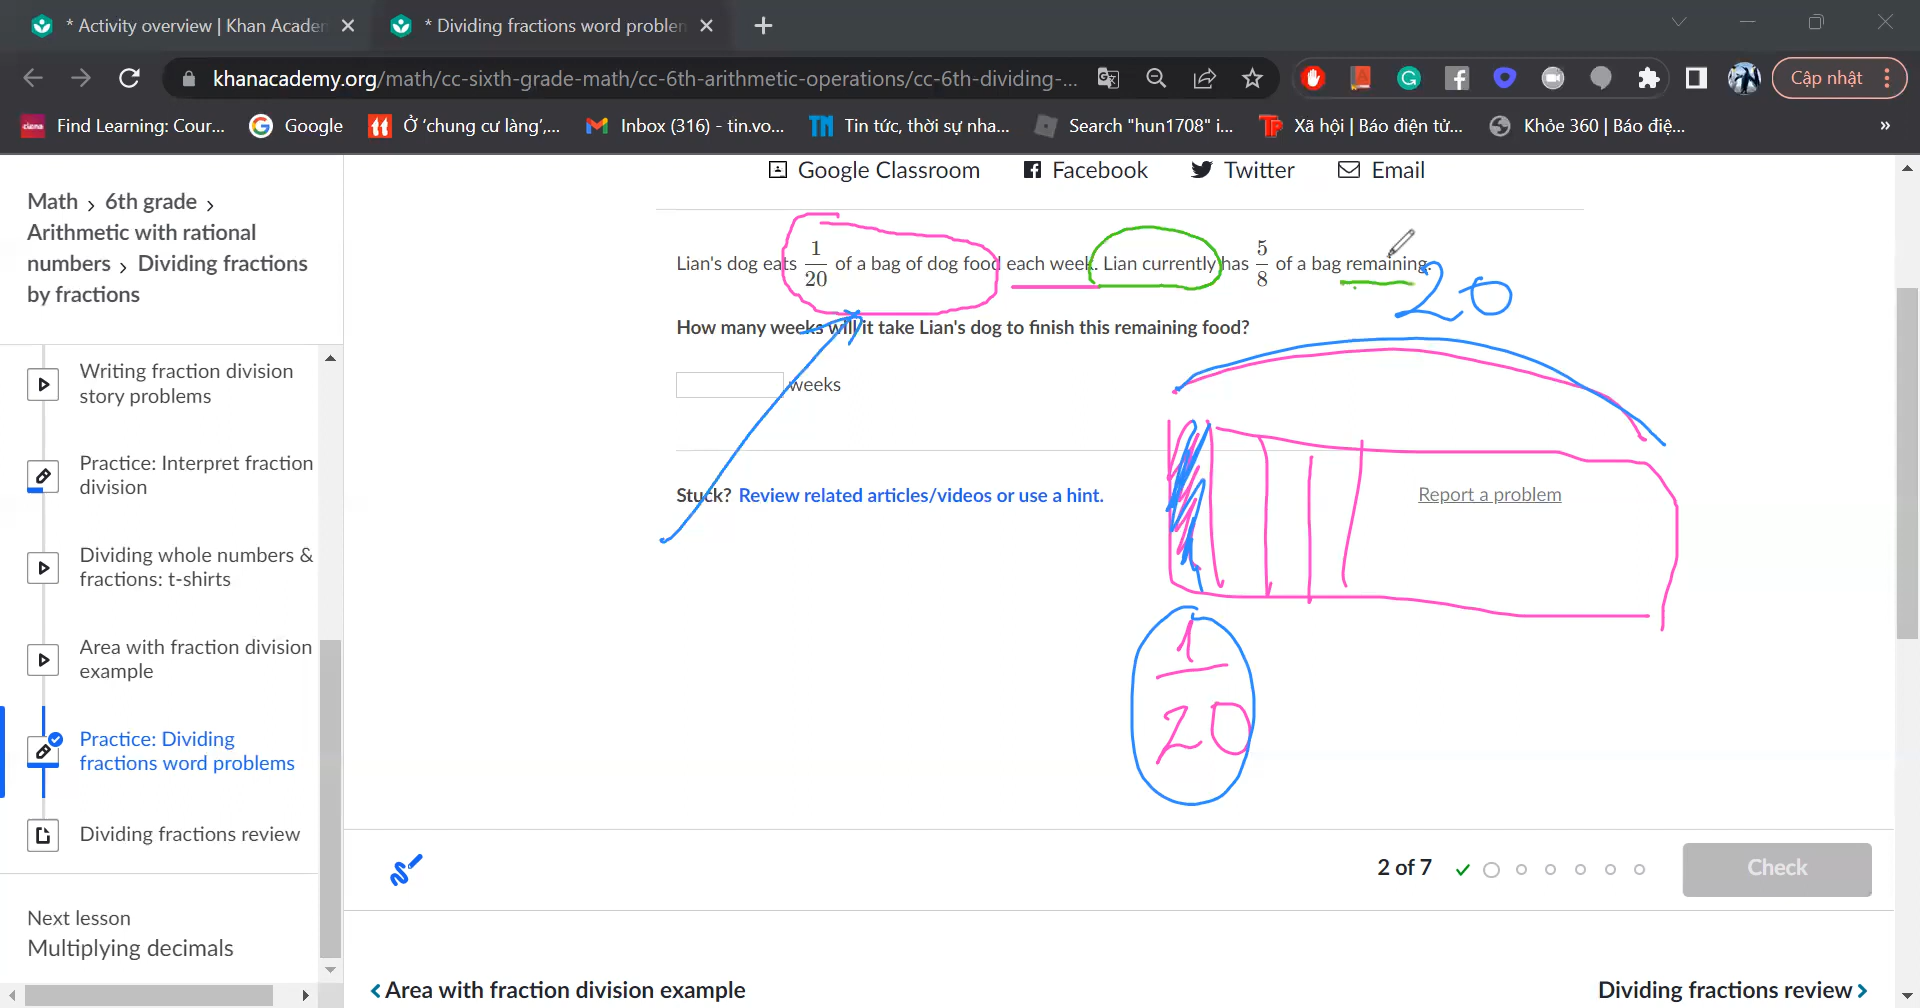 * Activity overview | Khan Acader
* Dividing fractions word problen
khanacademy.org/math/cc-sixth-grade-math/cc-6th-arithmetic-operations/cc-6th-dividing-...
Cập nhật
ciena Find Learning: Cour...
Google
Ở ‘chung cư làng’,...
Inbox (316) - tin.vo...
TN Tin tức, thời sự nha...
Search "hun1708" i...
TP Xã hội | Báo điện tử...
Khỏe 360 | Báo điệ...
»
Google Classroom
Facebook
Twitter
Email
Math > 6th grade >
Arithmetic with rational
numbers > Dividing fractions
by fractions
Writing fraction division
story problems
Practice: Interpret fraction
division
Dividing whole numbers &
fractions: t-shirts
Area with fraction division
example
Practice: Dividing
fractions word problems
Dividing fractions review
Next lesson
Multiplying decimals
Lian's dog eats 1/20 of a bag of dog food each week. Lian currently has 5/8 of a bag remaining.
20
How many weeks will it take Lian's dog to finish this remaining food?
weeks
Stuck? Review related articles/videos or use a hint.
Report a problem
1
20
2 of 7
Check
< Area with fraction division example
Dividing fractions review >